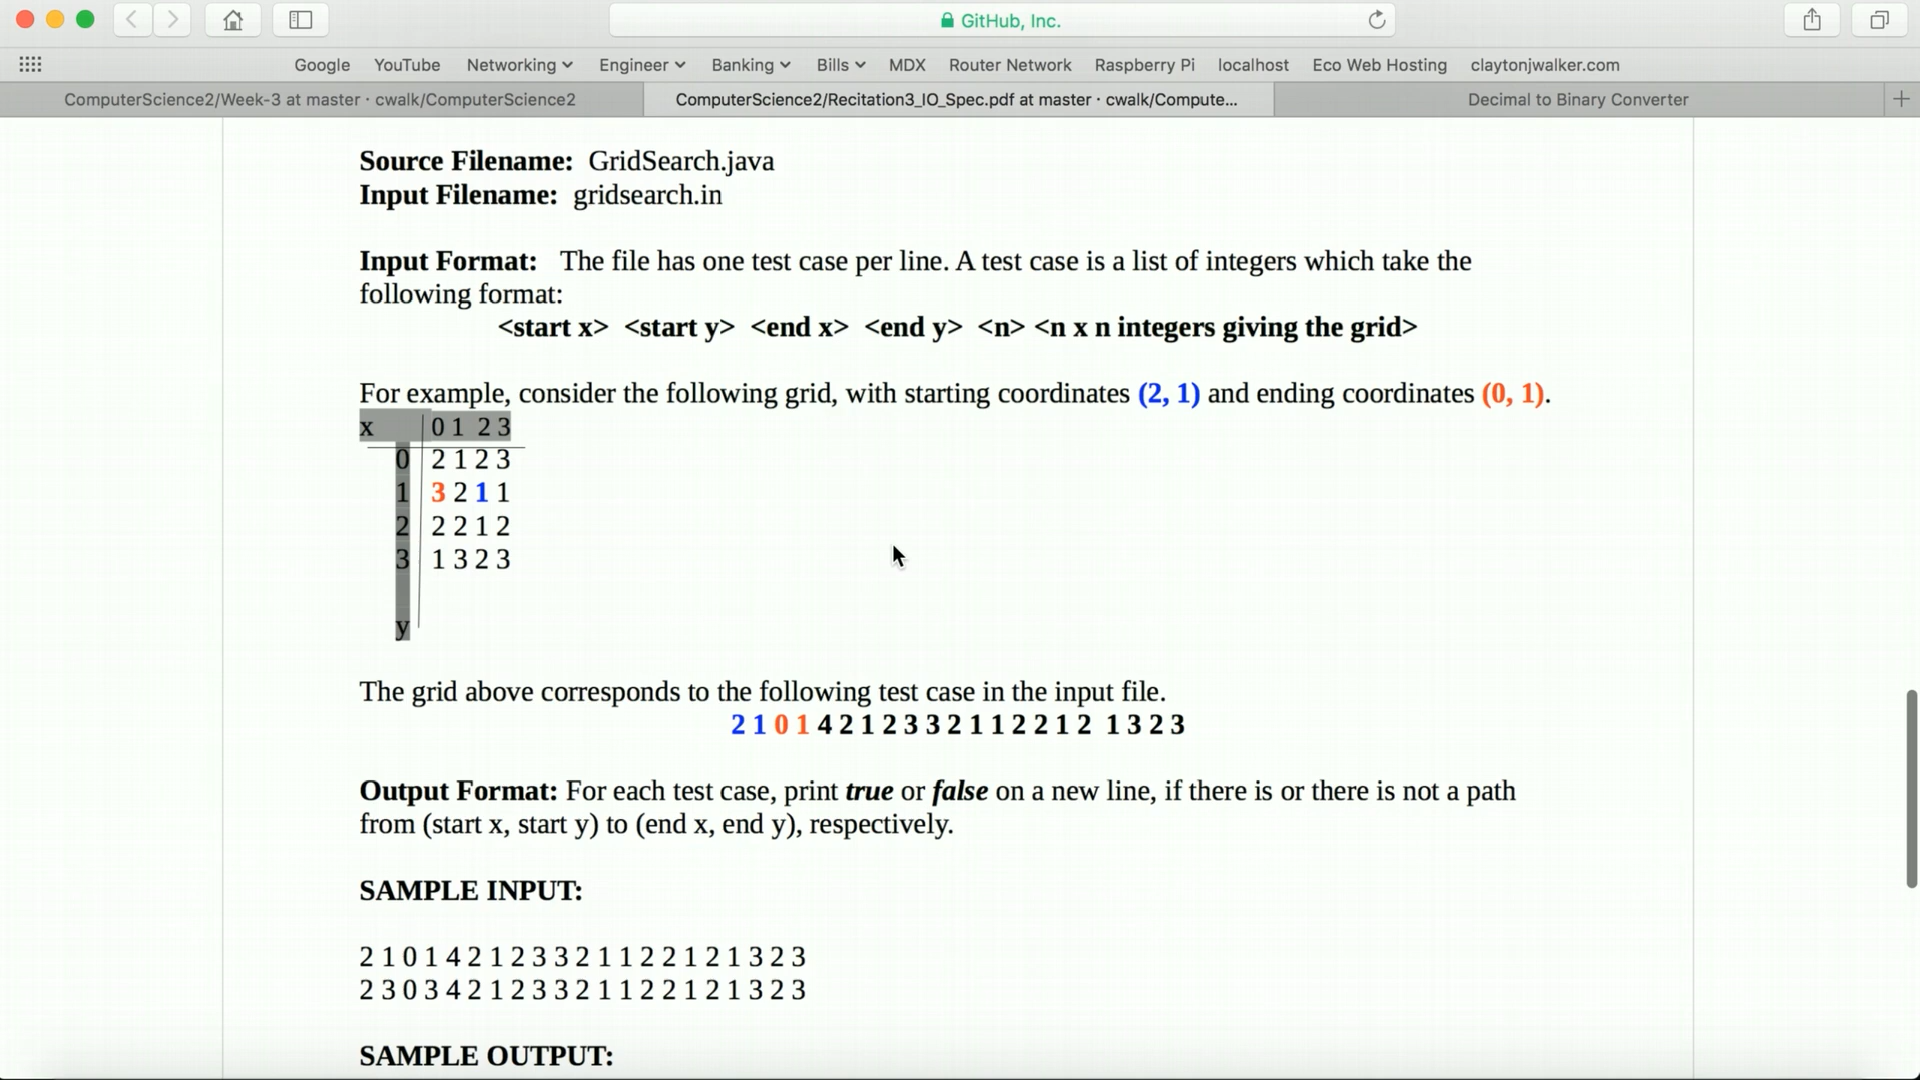 GitHub, Inc.
Google YouTube Networking Engineer Banking Bills MDX Router Network Raspberry Pi localhost Eco Web Hosting claytonjwalker.com
ComputerScience2/Week-3 at master · cwalk/ComputerScience2 ComputerScience2/Recitation3_IO_Spec.pdf at master · cwalk/Compute... Decimal to Binary Converter
Source Filename: GridSearch.java
Input Filename: gridsearch.in
Input Format: The file has one test case per line. A test case is a list of integers which take the
following format:
<start x> <start y> <end x> <end y> <n> <n x n integers giving the grid>
For example, consider the following grid, with starting coordinates (2, 1) and ending coordinates (0, 1).
x 0 1 2 3
0 2 1 2 3
1 3 2 1 1
2 2 2 1 2
3 1 3 2 3
y
The grid above corresponds to the following test case in the input file.
2 1 0 1 4 2 1 2 3 3 2 1 1 2 2 1 2 1 3 2 3
Output Format: For each test case, print true or false on a new line, if there is or there is not a path
from (start x, start y) to (end x, end y), respectively.
SAMPLE INPUT:
2 1 0 1 4 2 1 2 3 3 2 1 1 2 2 1 2 1 3 2 3
2 3 0 3 4 2 1 2 3 3 2 1 1 2 2 1 2 1 3 2 3
SAMPLE OUTPUT: